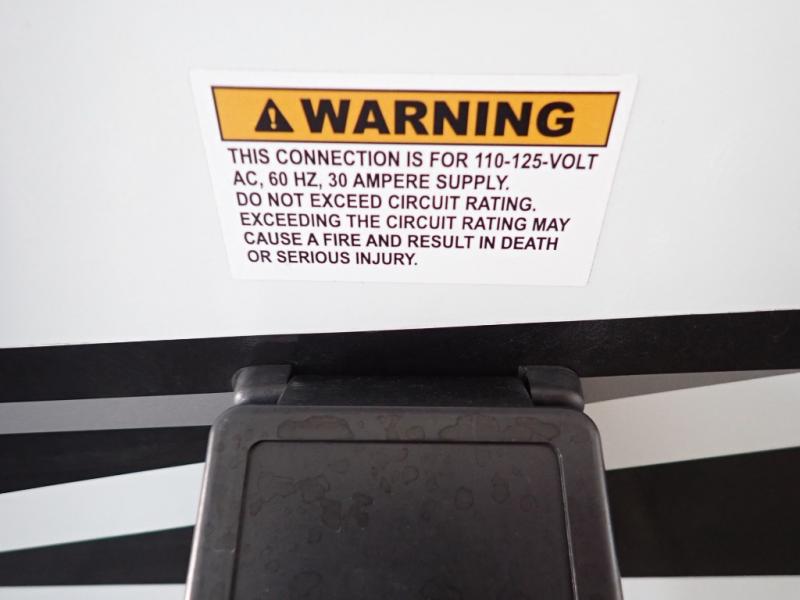 WARNING
THIS CONNECTION IS FOR 110-125-VOLT
AC, 60 HZ, 30 AMPERE SUPPLY.
DO NOT EXCEED CIRCUIT RATING.
EXCEEDING THE CIRCUIT RATING MAY
CAUSE A FIRE AND RESULT IN DEATH
OR SERIOUS INJURY.